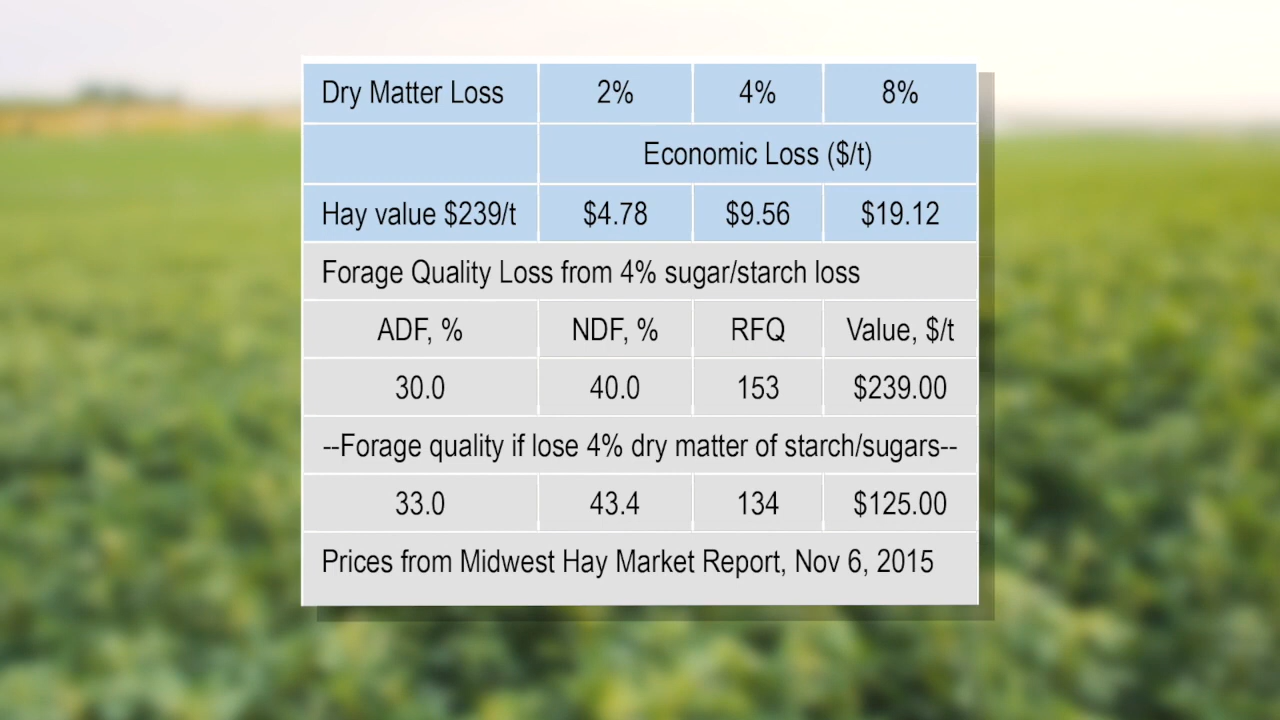 Dry Matter Loss 2% 4% 8%
Economic Loss ($/t)
Hay value $239/t $4.78 $9.56 $19.12
Forage Quality Loss from 4% sugar/starch loss
ADF, % NDF, % RFQ Value, $/t
30.0 40.0 153 $239.00
--Forage quality if lose 4% dry matter of starch/sugars--
33.0 43.4 134 $125.00
Prices from Midwest Hay Market Report, Nov 6, 2015